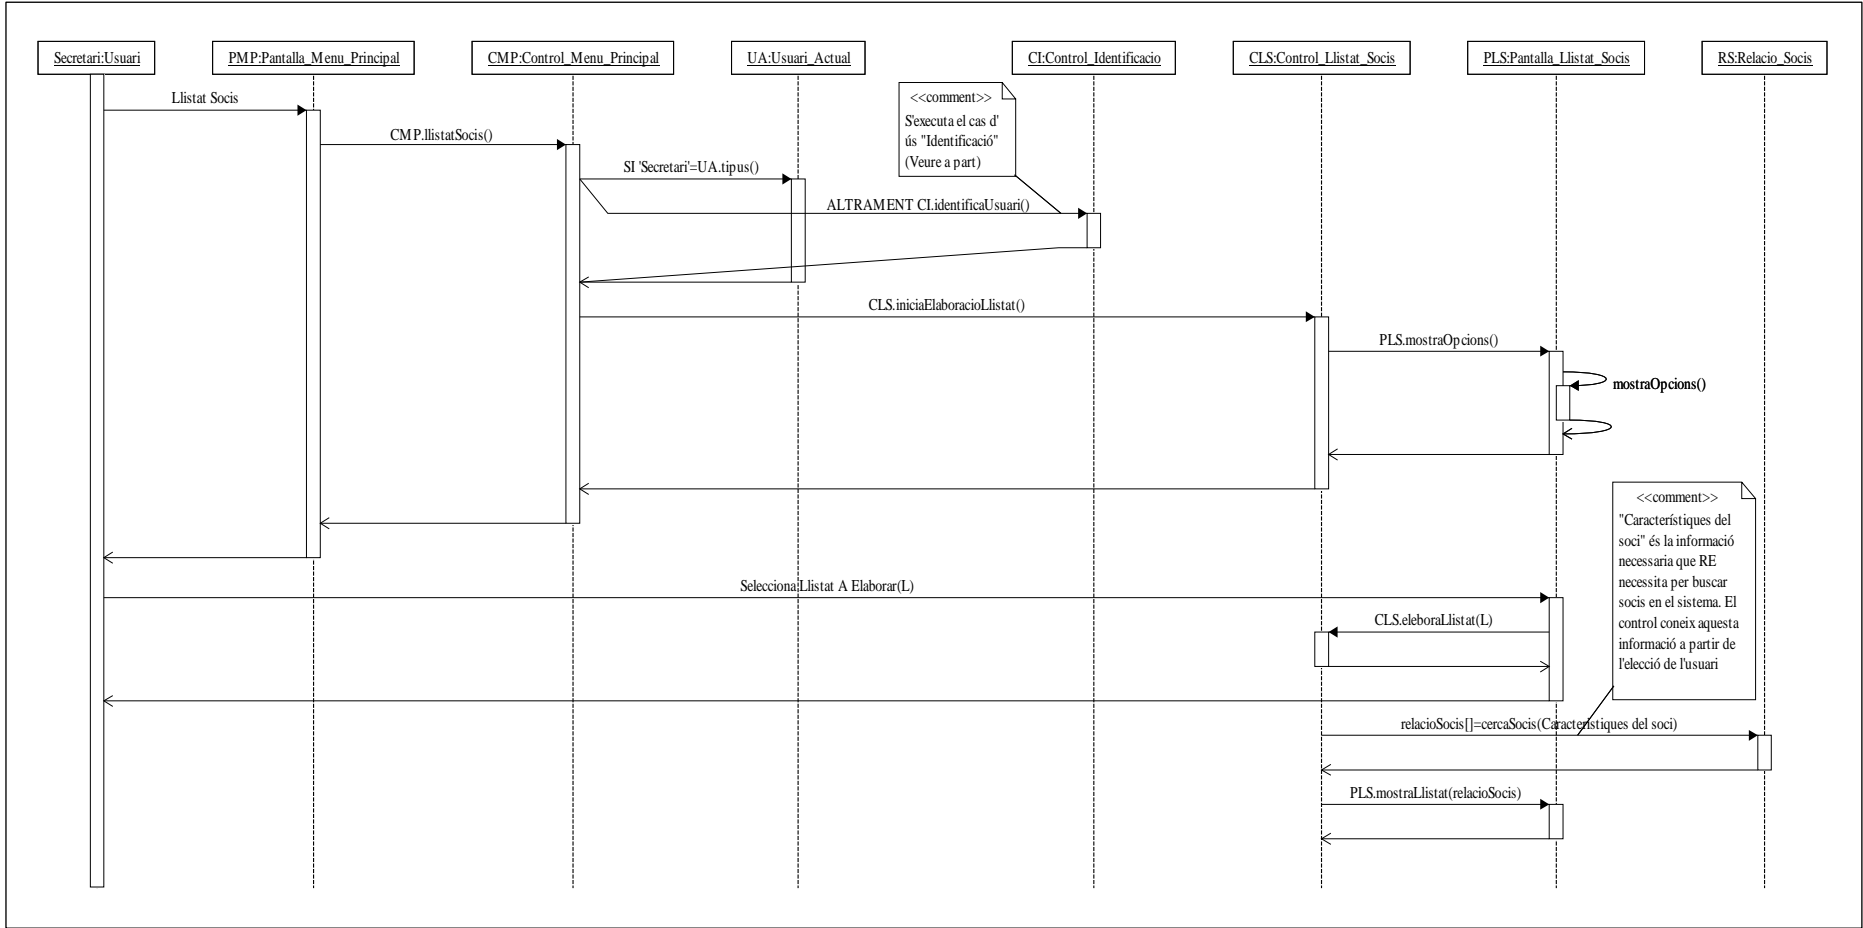 Secretari:Usuari
PMP:Pantalla_Menu_Principal
CMP:Control_Menu_Principal
UA:Usuari_Actual
CI:Control_Identificacio
CLS:Control_Llistat_Socis
PLS:Pantalla_Llistat_Socis
RS:Relacio_Socis
Llistat Socis
<<comment>>
S'executa el cas d'
ús "Identificació"
(Veure a part)
CMP.llistatSocis()
SI 'Secretari'=UA.tipus()
ALTRAMENT CI.identificaUsuari()
CLS.iniciaElaboracioLlistat()
PLS.mostraOpcions()
mostraOpcions()
<<comment>>
"Característiques del
soci" és la informació
necessaria que RE
necessita per buscar
socis en el sistema. El
control coneix aquesta
informació a partir de
l'elecció de l'usuari
Selecciona Llistat A Elaborar(L)
CLS.eleboraLlistat(L)
relacioSocis[]=cercaSocis(Característiques del soci)
PLS.mostraLlistat(relacioSocis)